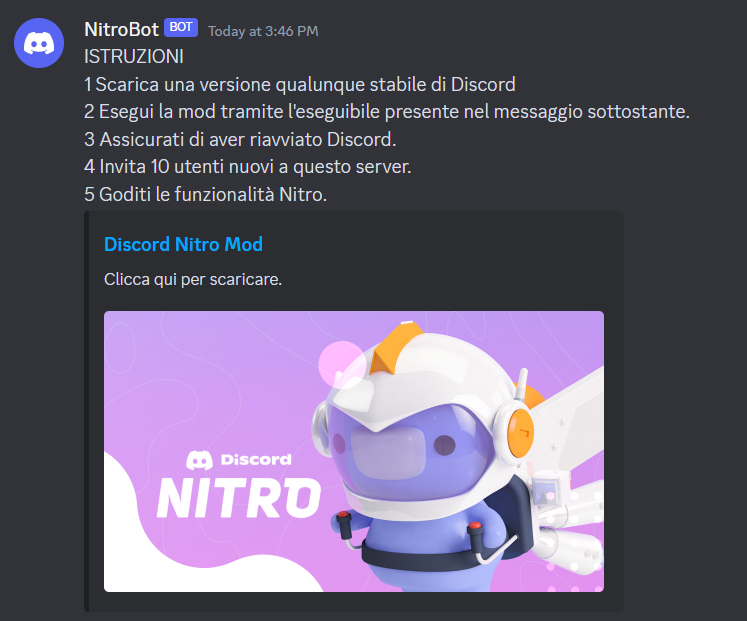 NitroBot BOT Today at 3:46 PM
ISTRUZIONI
1 Scarica una versione qualunque stabile di Discord
2 Esegui la mod tramite l'eseguibile presente nel messaggio sottostante.
3 Assicurati di aver riavviato Discord.
4 Invita 10 utenti nuovi a questo server.
5 Goditi le funzionalità Nitro.
Discord Nitro Mod
Clicca qui per scaricare.
Discord
NITRO